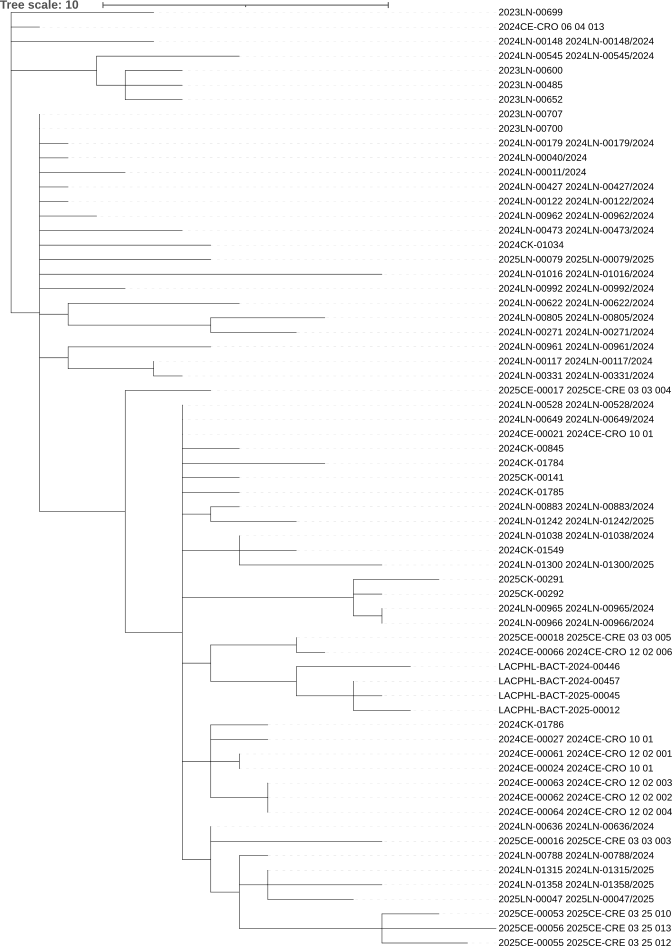 Tree scale: 10
2023LN-00699
2024CE-CRO 06 04 013
2024LN-00148 2024LN-00148/2024
2024LN-00545 2024LN-00545/2024
2023LN-00600
2023LN-00485
2023LN-00652
2023LN-00707
2023LN-00700
2024LN-00179 2024LN-00179/2024
2024LN-00040/2024
2024LN-00011/2024
2024LN-00427 2024LN-00427/2024
2024LN-00122 2024LN-00122/2024
2024LN-00962 2024LN-00962/2024
2024LN-00473 2024LN-00473/2024
2024CK-01034
2025LN-00079 2025LN-00079/2025
2024LN-01016 2024LN-01016/2024
2024LN-00992 2024LN-00992/2024
2024LN-00622 2024LN-00622/2024
2024LN-00805 2024LN-00805/2024
2024LN-00271 2024LN-00271/2024
2024LN-00961 2024LN-00961/2024
2024LN-00117 2024LN-00117/2024
2024LN-00331 2024LN-00331/2024
2025CE-00017 2025CE-CRE 03 03 004
2024LN-00528 2024LN-00528/2024
2024LN-00649 2024LN-00649/2024
2024CE-00021 2024CE-CRO 10 01
2024CK-00845
2024CK-01784
2025CK-00141
2024CK-01785
2024LN-00883 2024LN-00883/2024
2024LN-01242 2024LN-01242/2025
2024LN-01038 2024LN-01038/2024
2024CK-01549
2024LN-01300 2024LN-01300/2025
2025CK-00291
2025CK-00292
2024LN-00965 2024LN-00965/2024
2024LN-00966 2024LN-00966/2024
2025CE-00018 2025CE-CRE 03 03 005
2024CE-00066 2024CE-CRO 12 02 006
LACPHL-BACT-2024-00446
LACPHL-BACT-2024-00457
LACPHL-BACT-2025-00045
LACPHL-BACT-2025-00012
2024CK-01786
2024CE-00027 2024CE-CRO 10 01
2024CE-00061 2024CE-CRO 12 02 001
2024CE-00024 2024CE-CRO 10 01
2024CE-00063 2024CE-CRO 12 02 003
2024CE-00062 2024CE-CRO 12 02 002
2024CE-00064 2024CE-CRO 12 02 004
2024LN-00636 2024LN-00636/2024
2025CE-00016 2025CE-CRE 03 03 003
2024LN-00788 2024LN-00788/2024
2024LN-01315 2024LN-01315/2025
2024LN-01358 2024LN-01358/2025
2025LN-00047 2025LN-00047/2025
2025CE-00053 2025CE-CRE 03 25 010
2025CE-00056 2025CE-CRE 03 25 013
2025CE-00055 2025CE-CRE 03 25 012